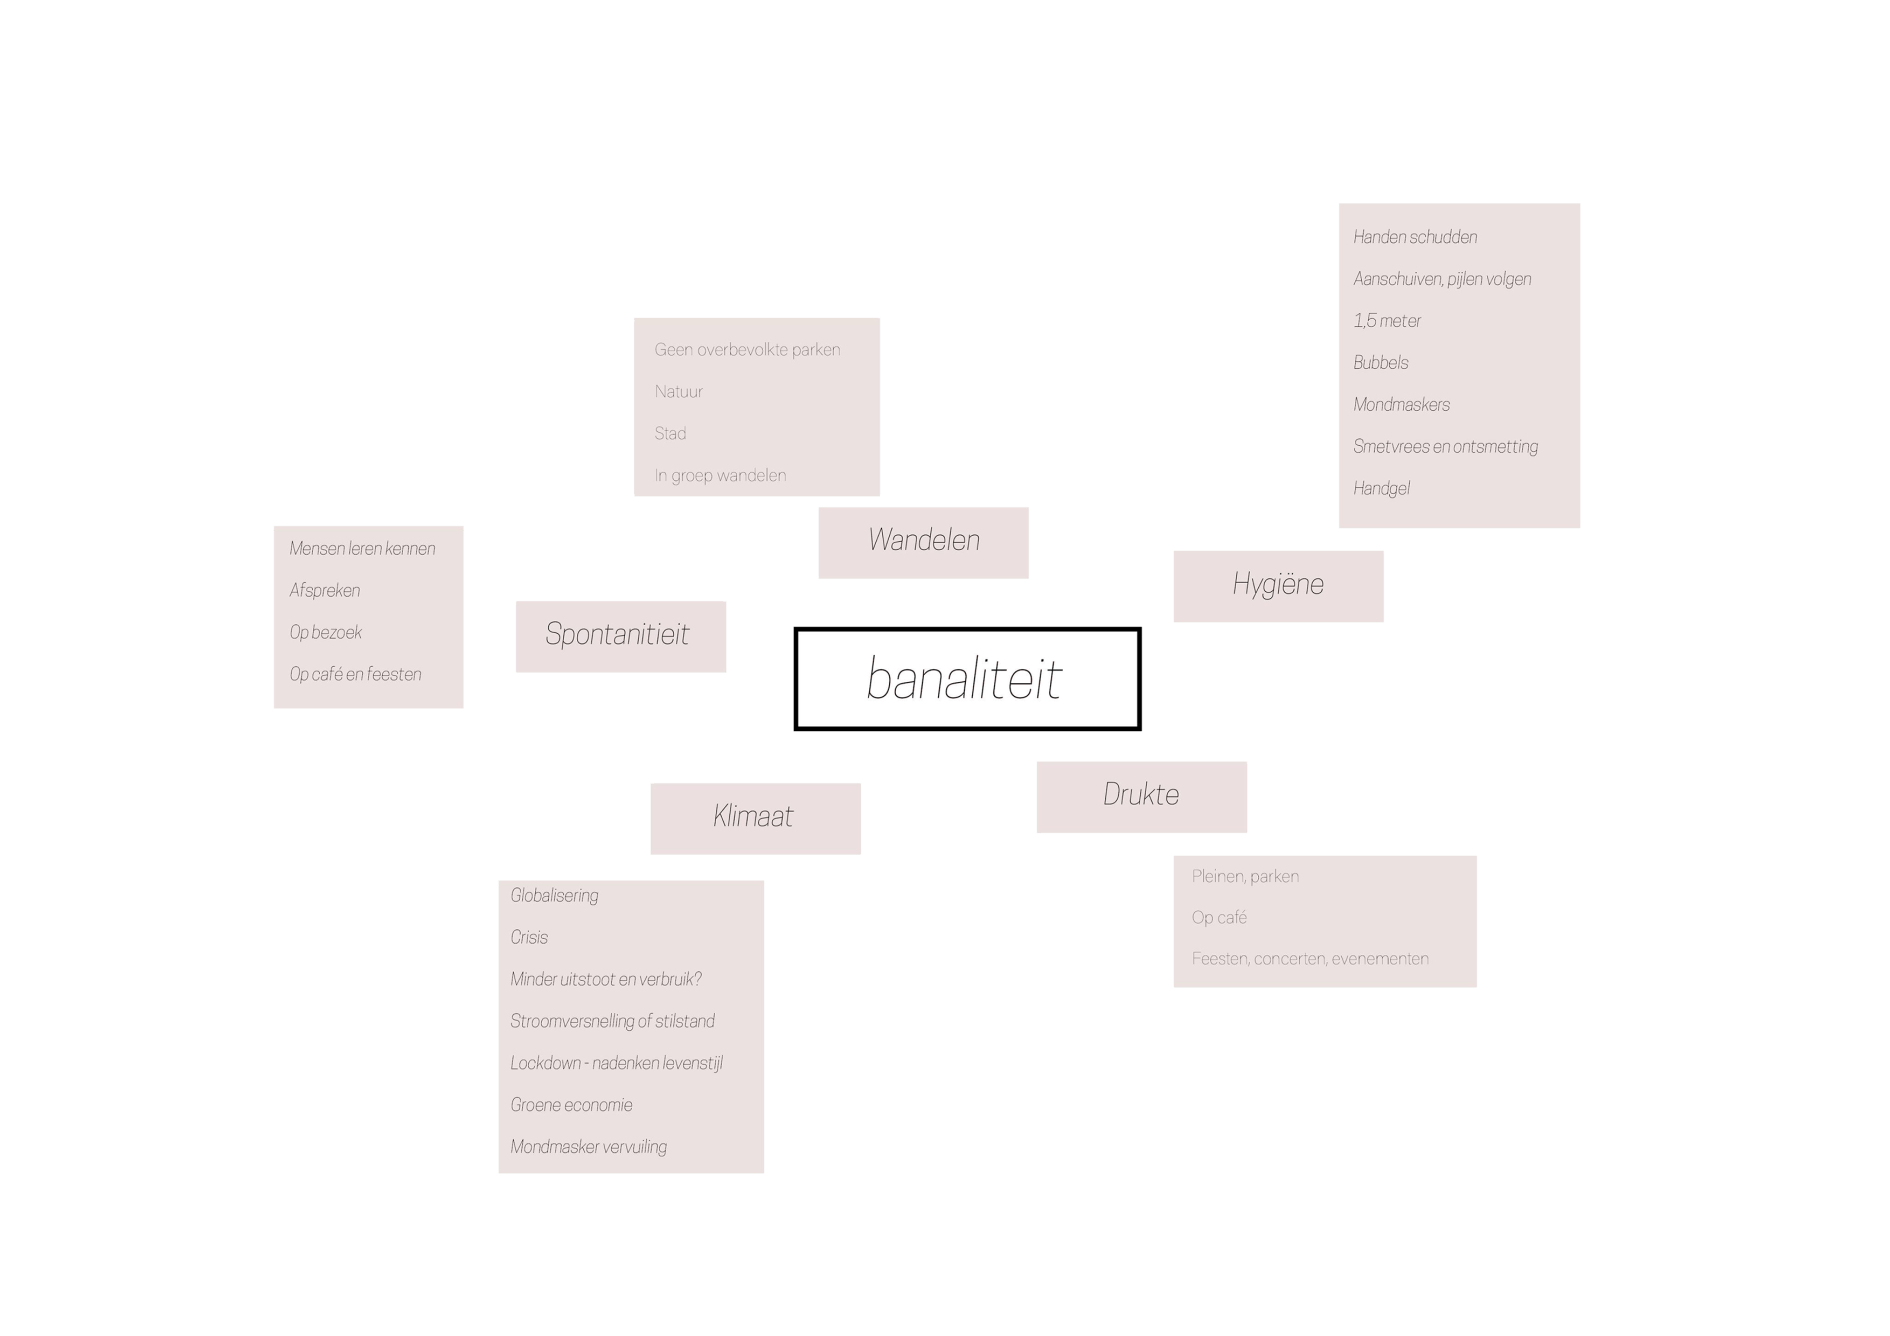 Handen schudden
Aanschuiven, pijlen volgen
1,5 meter
Bubbels
Mondmaskers
Smetvrees en ontsmetting
Handgel
Hygiëne
Geen overbevolkte parken
Natuur
Stad
In groep wandelen
Wandelen
Mensen leren kennen
Afspreken
Op bezoek
Op café en feesten
Spontanitieit
banaliteit
Klimaat
Globalisering
Crisis
Minder uitstoot en verbruik?
Stroomversnelling of stilstand
Lockdown - nadenken levenstijl
Groene economie
Mondmasker vervuiling
Drukte
Pleinen, parken
Op café
Feesten, concerten, evenementen